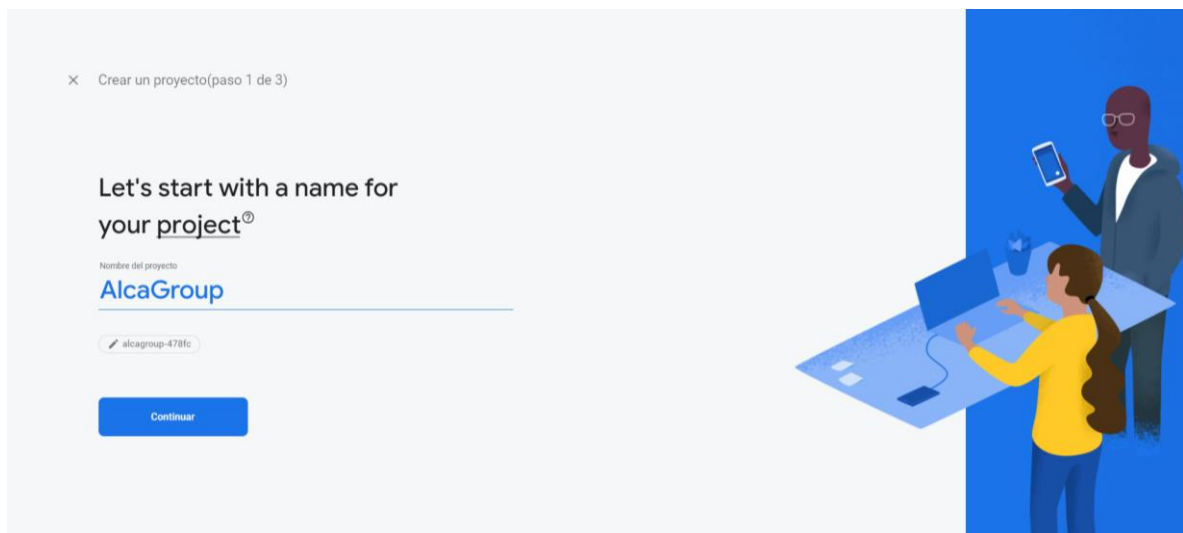 Crear un proyecto(paso 1 de 3)
Let's start with a name for
your project
Nombre del proyecto
AlcaGroup
alcagroup-478fc
Continuar